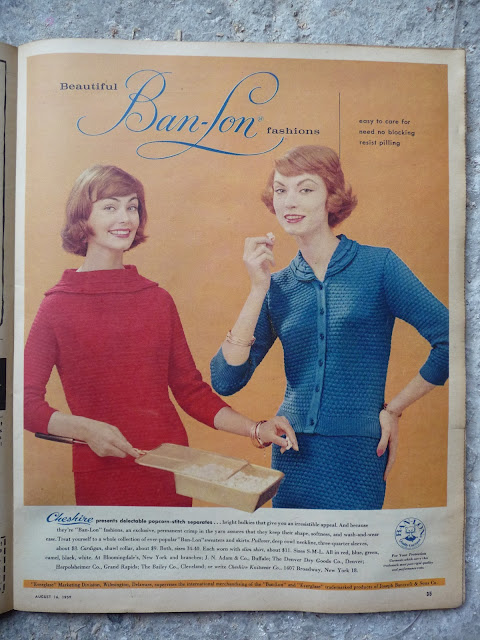 Beautiful
Ban-Lon® fashions
easy to care for
need no blocking
resist pilling
Cheshire presents delectable popcorn-stitch separates . . . bright bulkies that give you an irresistible appeal. And because
they're "Ban-Lon" fashions, an exclusive, permanent crimp in the yarn assures that they keep their shape, softness, and wash-and-wear
ease. Treat yourself to a whole collection of ever-popular "Ban-Lon" sweaters and skirts. Pullover, deep cowl neckline, three-quarter sleeves,
about $9. Cardigan, shawl collar, about $9. Both, sizes 34-40. Each worn with slim skirt, about $11. Sizes S-M-L. All in red, blue, green,
camel, black, white. At Bloomingdale's, New York and branches; J. N. Adam & Co., Buffalo; The Denver Dry Goods Co., Denver;
Herpolsheimer Co., Grand Rapids; The Bailey Co., Cleveland; or write Cheshire Knitwear Co., 1407 Broadway, New York 18.
BAN-LON
For Your Protection
"Everglaze" Marketing Division, Wilmington, Delaware, supervises the international merchandising of the "Ban-Lon" and "Everglaze" trademarked products of Joseph Bancroft & Sons Co.
AUGUST 16, 1959
35